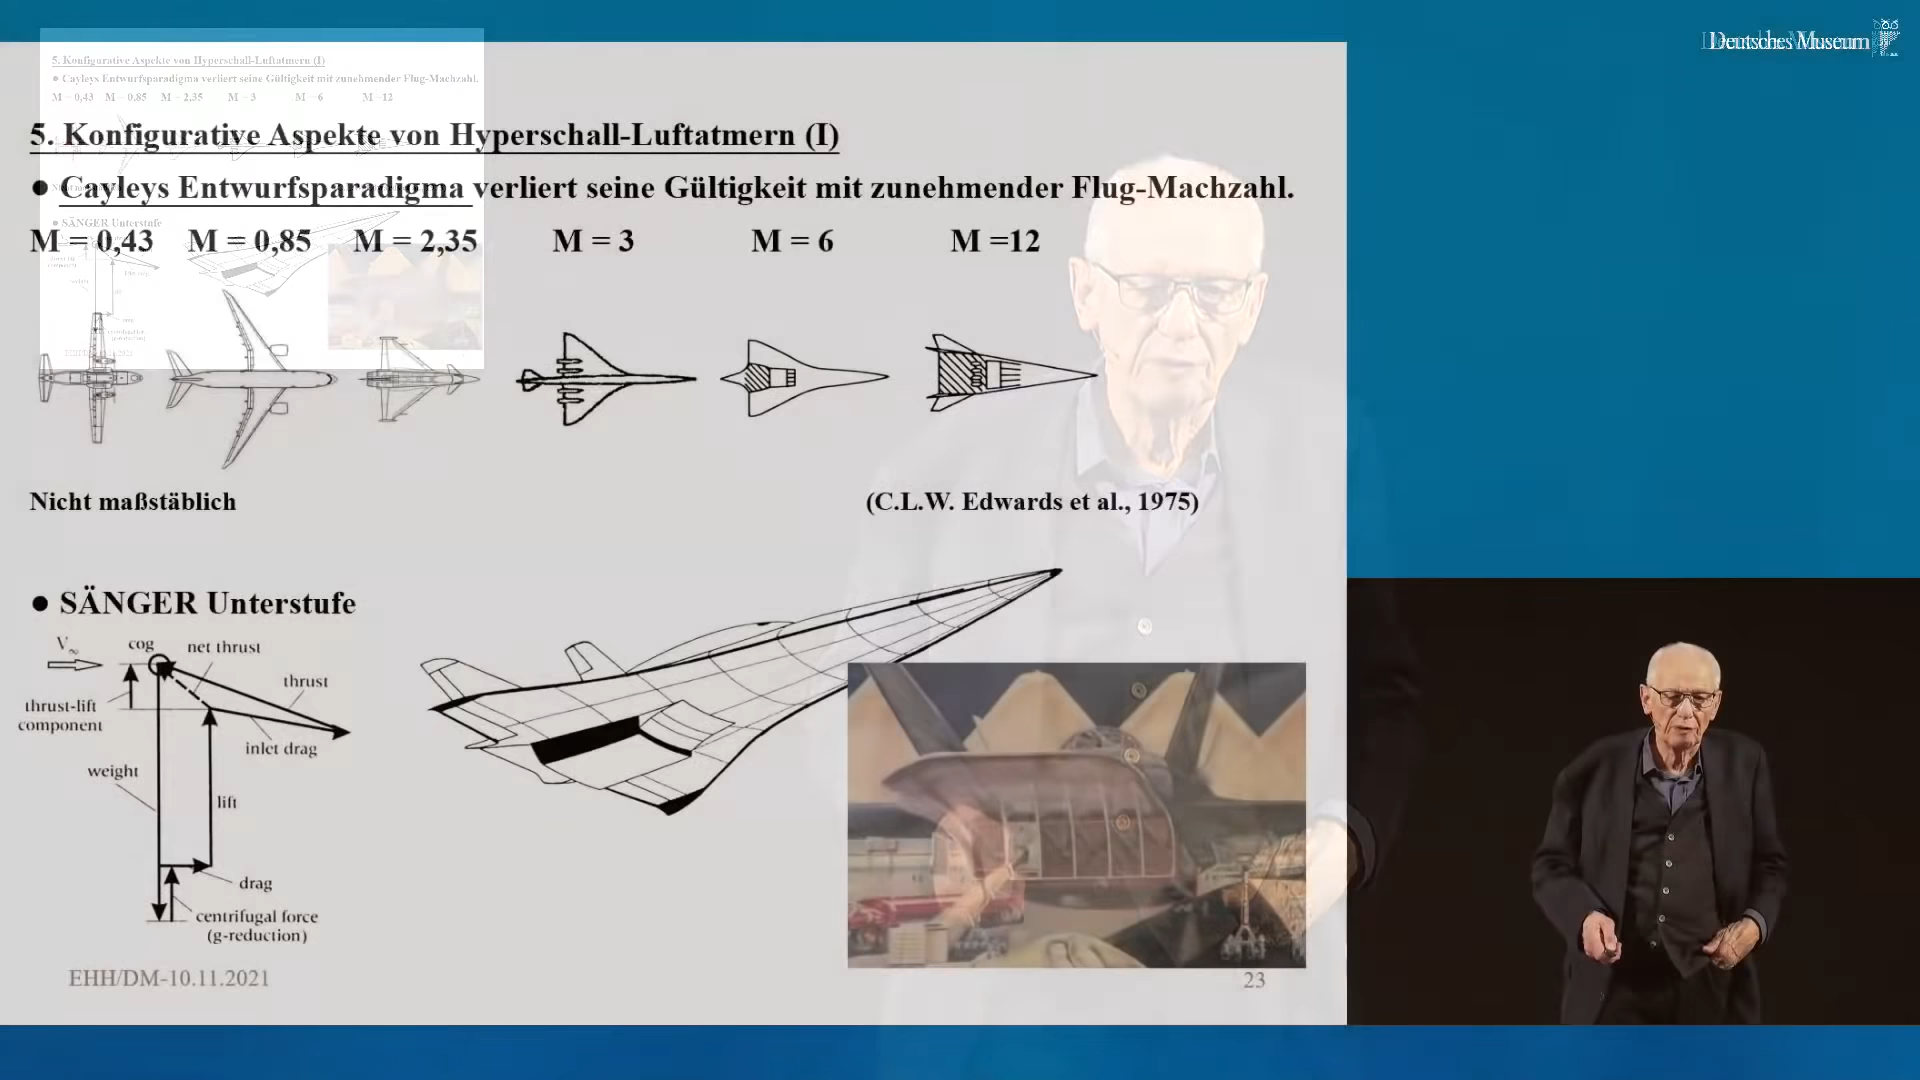 Deutsches Museum
5. Konfigurative Aspekte von Hyperschall-Luftatmern (I)
● Cayleys Entwurfsparadigma verliert seine Gültigkeit mit zunehmender Flug-Machzahl.
M = 0,43 M = 0.85 M = 2,35 M = 3 M = 6 M =12
5. Konfigurative Aspekte von Hyperschall-Luftatmern (I)
● Cayleys Entwurfsparadigma verliert seine Gültigkeit mit zunehmender Flug-Machzahl.
● SÄNGER Unterstufe
M = 0,43 M = 0,85 M = 2,35 M = 3 M = 6 M =12
Nicht maßstäblich
(C.L.W. Edwards et al., 1975)
● SÄNGER Unterstufe
V∞
cog
net thrust
thrust
thrust-lift
component
inlet drag
weight
lift
drag
centrifugal force
(g-reduction)
EHH/DM-10.11.2021
23